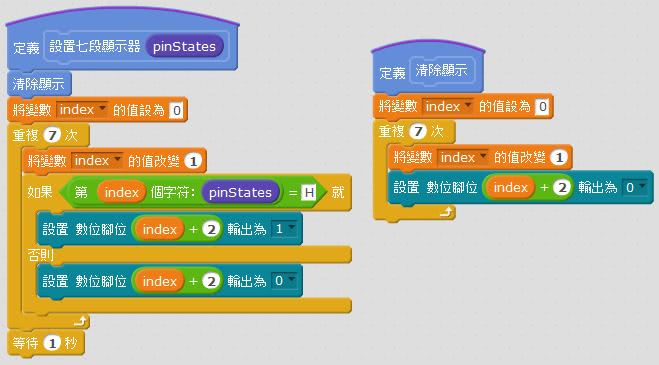 定義 設置七段顯示器 pinStates
清除顯示
將變數 index 的值設為 0
重複 7 次
將變數 index 的值改變 1
如果 第 index 個字符: pinStates = H 就
設置 數位腳位 index + 2 輸出為 1
否則
設置 數位腳位 index + 2 輸出為 0
等待 1 秒
定義 清除顯示
將變數 index 的值設為 0
重複 7 次
將變數 index 的值改變 1
設置 數位腳位 index + 2 輸出為 0